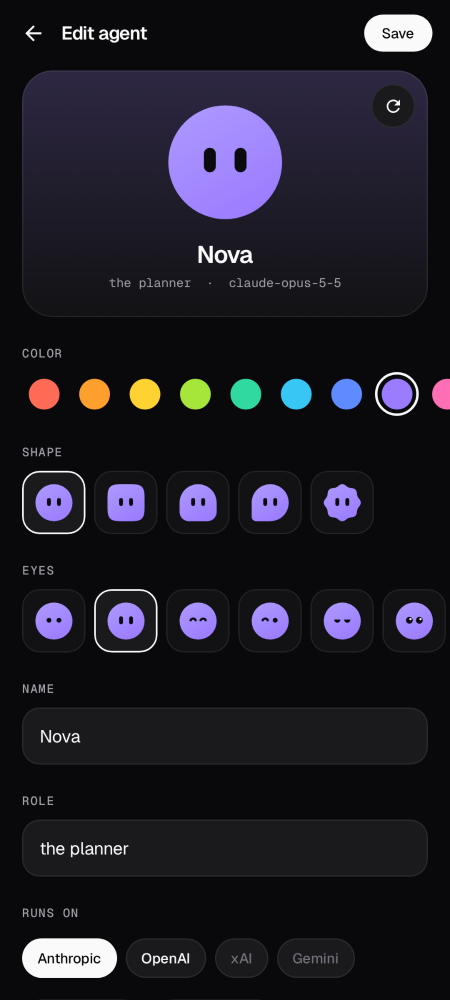 Edit agent
Save
Nova
the planner · claude-opus-5-5
COLOR
SHAPE
EYES
NAME
Nova
ROLE
the planner
RUNS ON
Anthropic OpenAI xAI Gemini